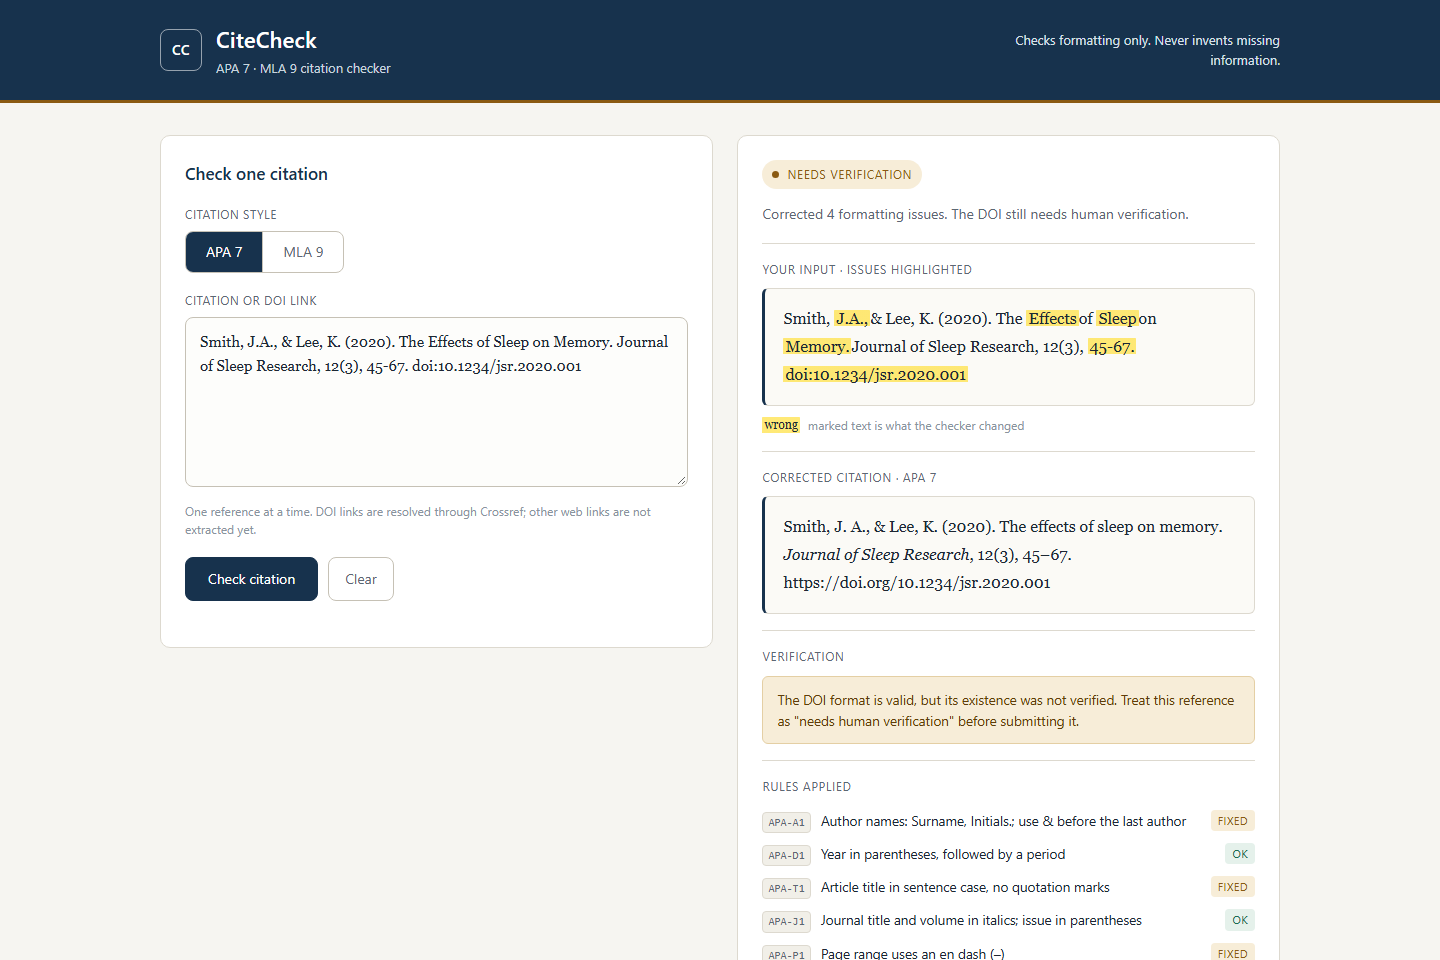 CC
CiteCheck
APA 7 · MLA 9 citation checker
Checks formatting only. Never invents missing
information.
Check one citation
CITATION STYLE
APA 7
MLA 9
CITATION OR DOI LINK
Smith, J.A., & Lee, K. (2020). The Effects of Sleep on Memory. Journal
of Sleep Research, 12(3), 45-67. doi:10.1234/jsr.2020.001
One reference at a time. DOI links are resolved through Crossref; other web links are not
extracted yet.
Check citation
Clear
NEEDS VERIFICATION
Corrected 4 formatting issues. The DOI still needs human verification.
YOUR INPUT · ISSUES HIGHLIGHTED
Smith, J.A., & Lee, K. (2020). The Effects of Sleep on
Memory. Journal of Sleep Research, 12(3), 45-67.
doi:10.1234/jsr.2020.001
wrong marked text is what the checker changed
CORRECTED CITATION · APA 7
Smith, J. A., & Lee, K. (2020). The effects of sleep on memory.
Journal of Sleep Research, 12(3), 45–67.
https://doi.org/10.1234/jsr.2020.001
VERIFICATION
The DOI format is valid, but its existence was not verified. Treat this reference
as "needs human verification" before submitting it.
RULES APPLIED
APA-A1 Author names: Surname, Initials.; use & before the last author FIXED
APA-D1 Year in parentheses, followed by a period OK
APA-T1 Article title in sentence case, no quotation marks FIXED
APA-J1 Journal title and volume in italics; issue in parentheses OK
APA-P1 Page range uses an en dash (–) FIXED